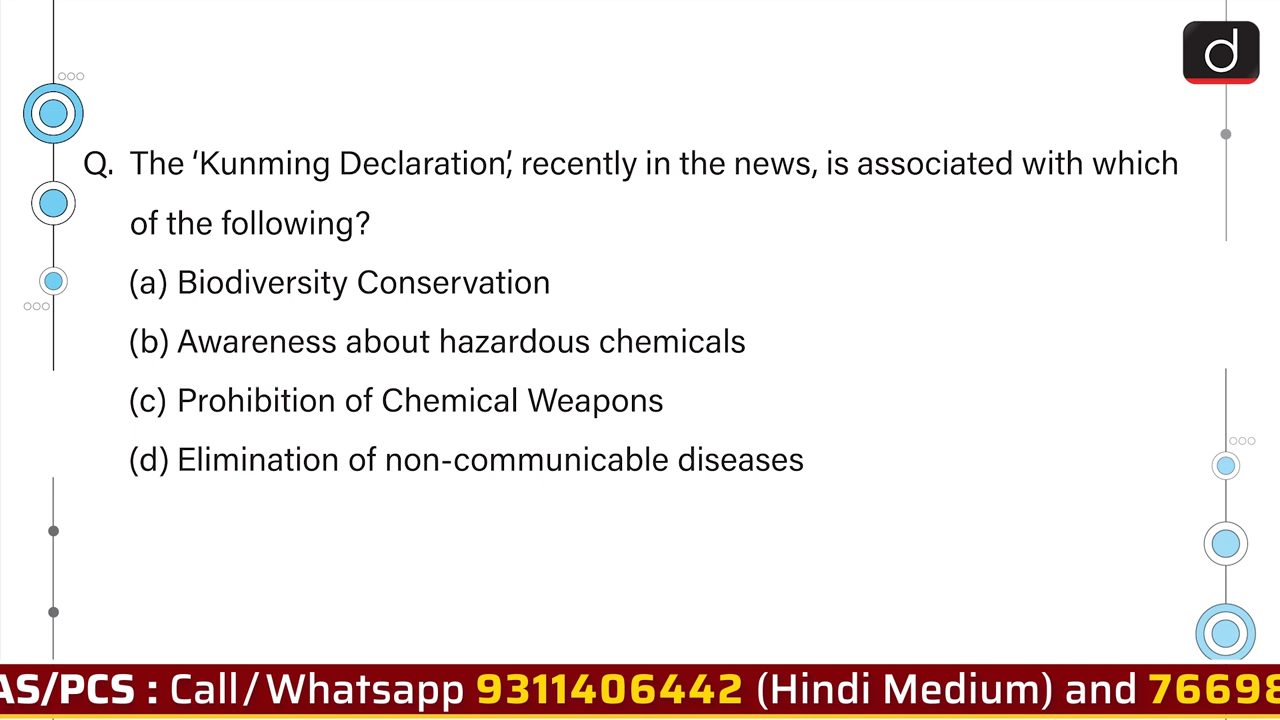 d
Q. The ‘Kunming Declaration’, recently in the news, is associated with which
of the following?
(a) Biodiversity Conservation
(b) Awareness about hazardous chemicals
(c) Prohibition of Chemical Weapons
(d) Elimination of non-communicable diseases
AS/PCS : Call/Whatsapp 9311406442 (Hindi Medium) and 76698